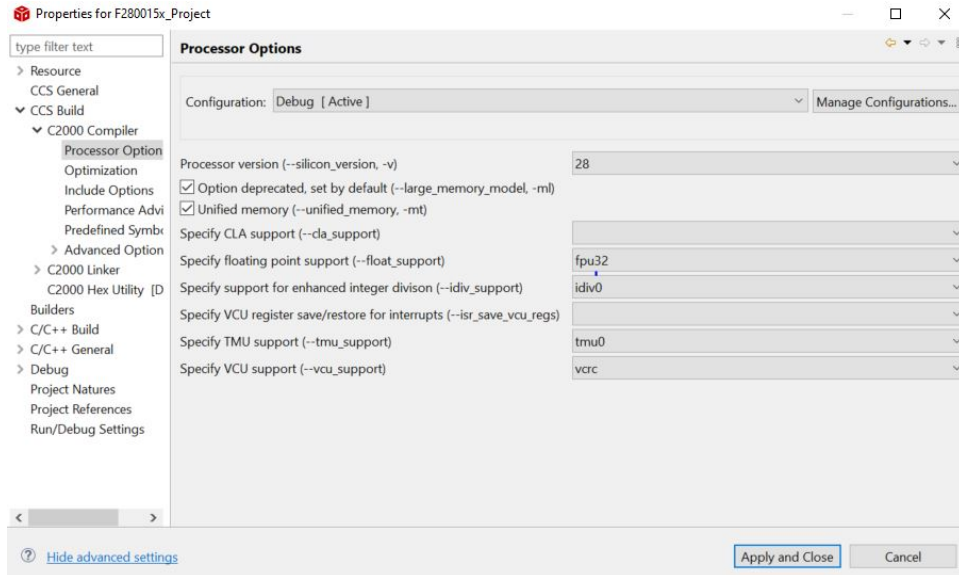 Properties for F280015x_Project
type filter text
Resource
CCS General
CCS Build
C2000 Compiler
Processor Option
Optimization
Include Options
Performance Advi
Predefined Symb
Advanced Option
C2000 Linker
C2000 Hex Utility [D
Builders
C/C++ Build
C/C++ General
Debug
Project Natures
Project References
Run/Debug Settings
Processor Options
Configuration: Debug [ Active ] Manage Configurations...
Processor version (--silicon_version, -v) 28
Option deprecated, set by default (--large_memory_model, -ml)
Unified memory (--unified_memory, -mt)
Specify CLA support (--cla_support)
Specify floating point support (--float_support) fpu32
Specify support for enhanced integer divison (--idiv_support) idiv0
Specify VCU register save/restore for interrupts (--isr_save_vcu_regs)
Specify TMU support (--tmu_support) tmu0
Specify VCU support (--vcu_support) vcrc
? Hide advanced settings Apply and Close Cancel